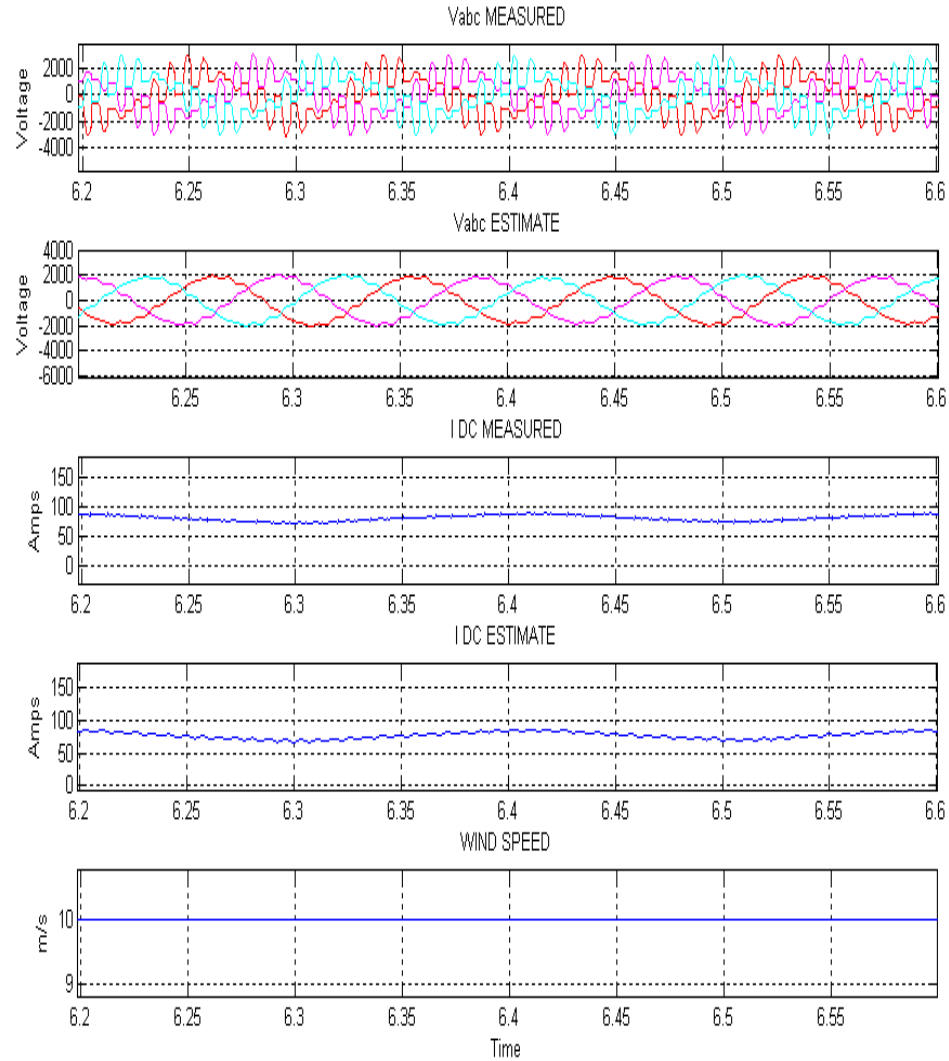 Vabc MEASURED
Voltage
2000
0
-2000
-4000
6.2 6.25 6.3 6.35 6.4 6.45 6.5 6.55 6.6
Vabc ESTIMATE
Voltage
4000
2000
0
-2000
-4000
-6000
6.25 6.3 6.35 6.4 6.45 6.5 6.55 6.6
I DC MEASURED
Amps
150
100
50
0
6.2 6.25 6.3 6.35 6.4 6.45 6.5 6.55 6.6
I DC ESTIMATE
Amps
150
100
50
0
6.2 6.25 6.3 6.35 6.4 6.45 6.5 6.55 6.6
WIND SPEED
m/s
10
9
6.2 6.25 6.3 6.35 6.4 6.45 6.5 6.55
Time